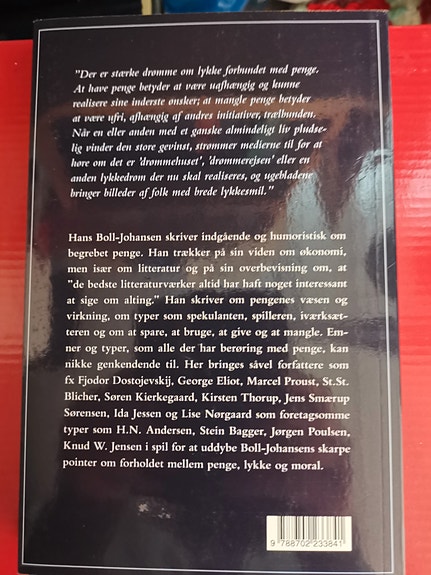 "Der er stærke drømme om lykke forbundet med penge.
At have penge betyder at være uafhængig og kunne
realisere sine inderste ønsker; at mangle penge betyder
at være ufri, afhængig af andres initiativer, trælbunden.
Når en eller anden med et ganske almindeligt liv pludse-
lig vinder den store gevinst, strømmer medierne til for at
høre om det er 'drømmehuset', 'drømmerejsen' eller en
anden lykkedrøm der nu skal realiseres, og ugebladene
bringer billeder af folk med brede lykkesmil."
Hans Boll-Johansen skriver indgående og humoristisk om
begrebet penge. Han trækker på sin viden om økonomi,
men især om litteratur og på sin overbevisning om, at
"de bedste litteraturværker altid har haft noget interessant
at sige om alting." Han skriver om pengenes væsen og
virkning, om typer som spekulanten, spilleren, iværksæt-
teren og om at spare, at bruge, at give og at mangle. Em-
ner og typer, som alle der har berøring med penge, kan
nikke genkendende til. Her bringes såvel forfattere som
fx Fjodor Dostojevskij, George Eliot, Marcel Proust, St.St.
Blicher, Søren Kierkegaard, Kirsten Thorup, Jens Smærup
Sørensen, Ida Jessen og Lise Nørgaard som foretagsomme
typer som H.N. Andersen, Stein Bagger, Jørgen Poulsen,
Knud W. Jensen i spil for at uddybe Boll-Johansens skarpe
pointer om forholdet mellem penge, lykke og moral.
9 788702 233841